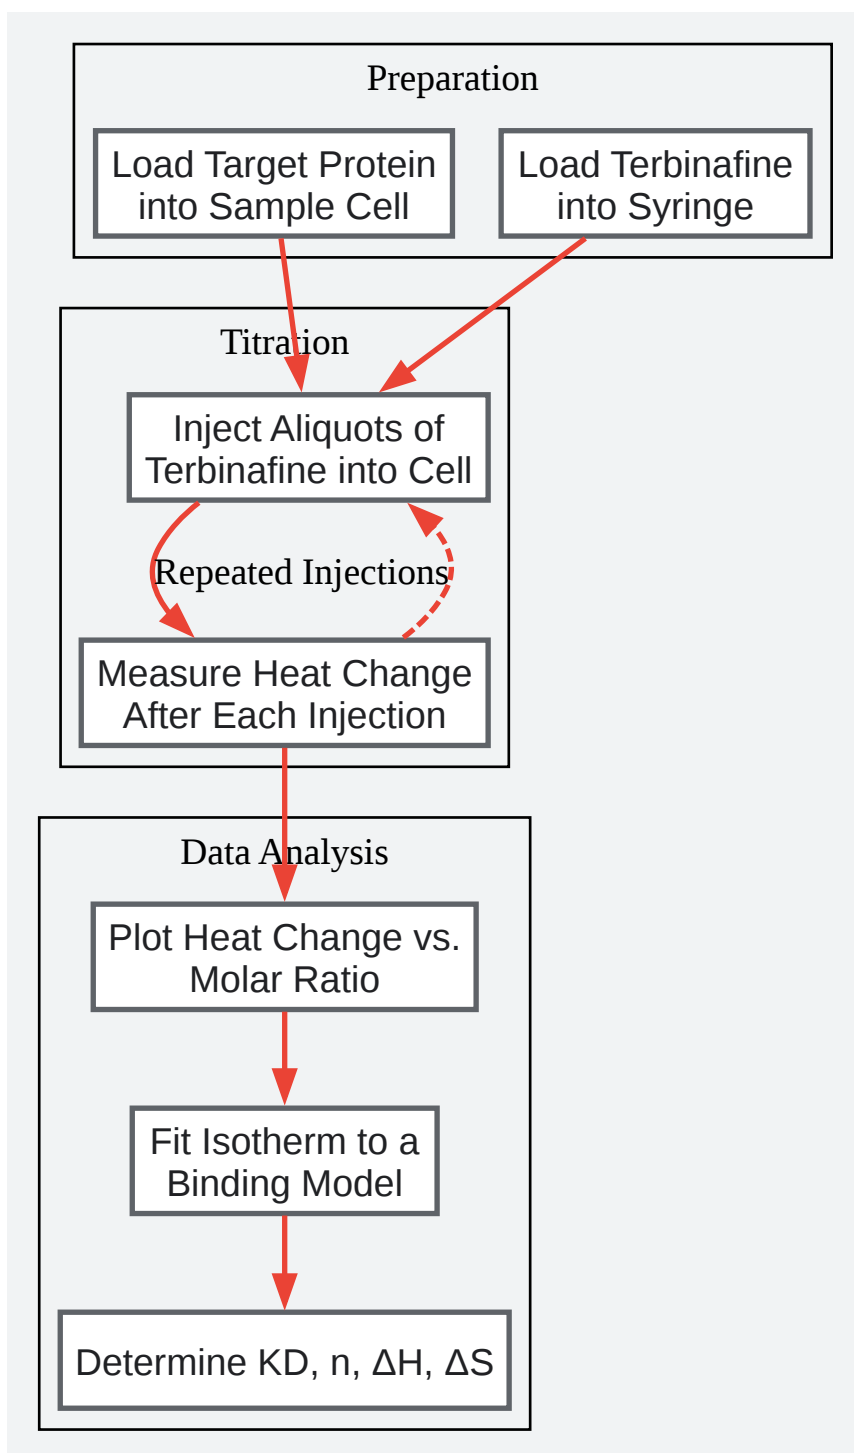 Preparation
Load Target Protein
into Sample Cell
Load Terbinafine
into Syringe
Titration
Inject Aliquots of
Terbinafine into Cell
Repeated Injections
Measure Heat Change
After Each Injection
Data Analysis
Plot Heat Change vs.
Molar Ratio
Fit Isotherm to a
Binding Model
Determine KD, n, ΔH, ΔS